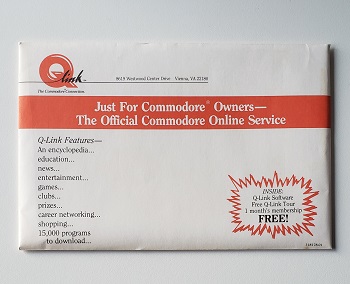 Q-link
The Commodore Connection
8619 Westwood Center Drive Vienna, VA 22180
Just For Commodore® Owners—
The Official Commodore Online Service
Q-Link Features—
An encyclopedia...
education...
news...
entertainment...
games...
clubs...
prizes...
career networking...
shopping...
15,000 programs
to download...
INSIDE:
Q-Link Software
Free Q-Link Tour
1 month's membership
FREE!